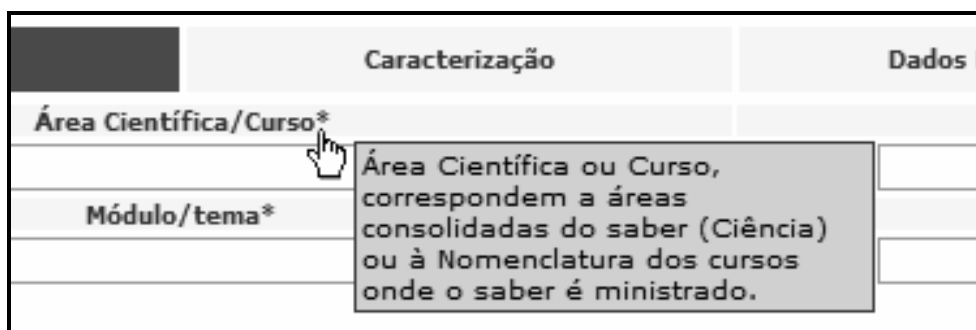 Caracterização
Dados
Área Científica/Curso*
Área Científica ou Curso,
correspondem a áreas
consolidadas do saber (Ciência)
ou à Nomenclatura dos cursos
onde o saber é ministrado.
Módulo/tema*